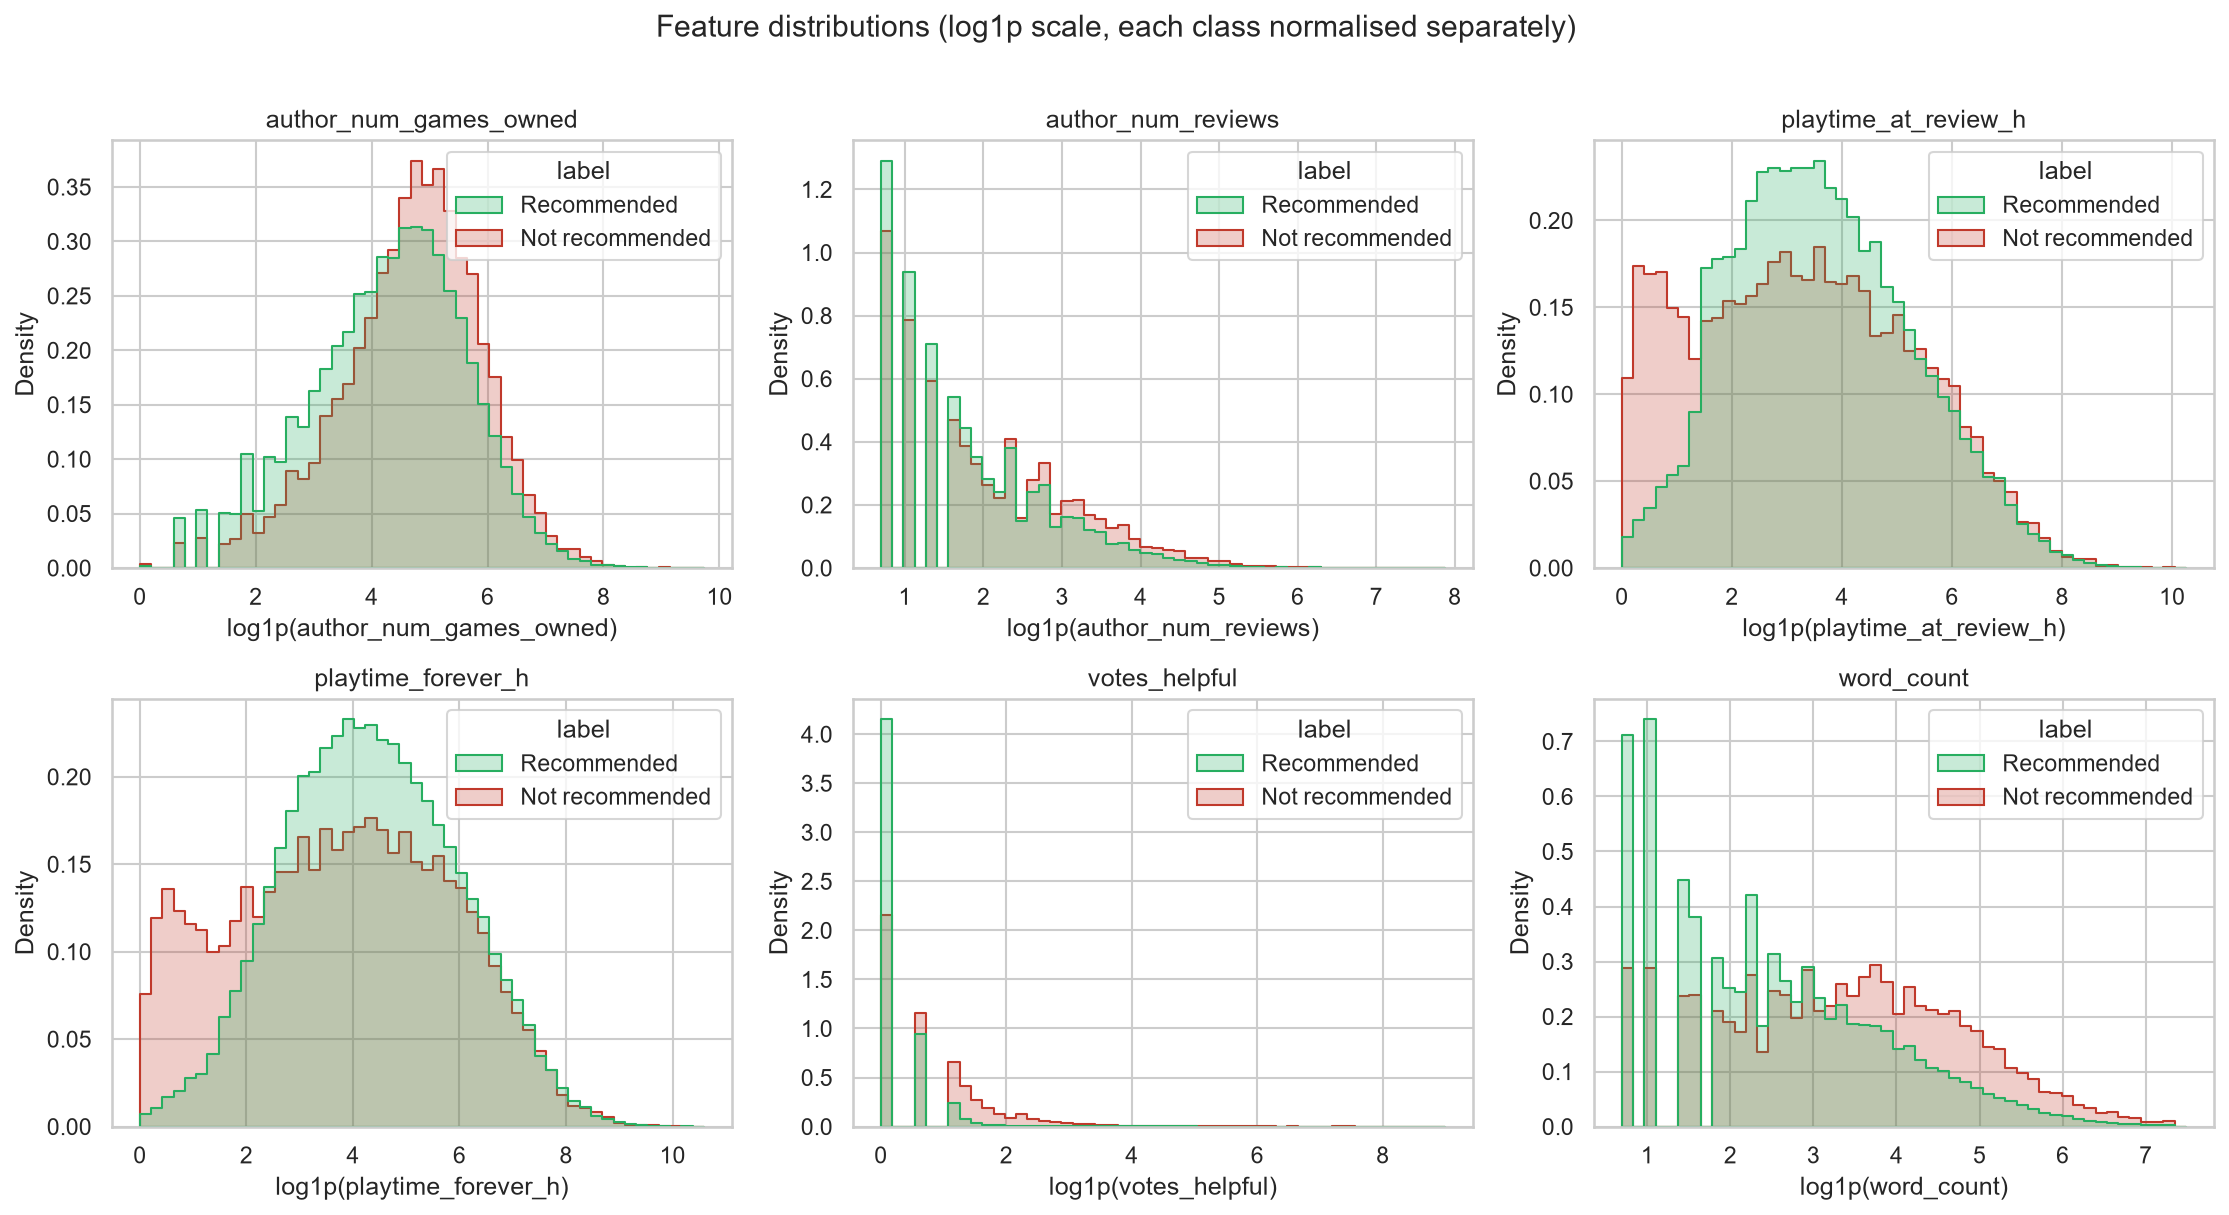 Feature distributions (log1p scale, each class normalised separately)
author_num_games_owned
label
Recommended
Not recommended
0.35
0.30
0.25
0.20
0.15
0.10
0.05
0.00
Density
0 2 4 6 8 10
log1p(author_num_games_owned)
author_num_reviews
label
Recommended
Not recommended
1.2
1.0
0.8
0.6
0.4
0.2
0.0
Density
1 2 3 4 5 6 7 8
log1p(author_num_reviews)
playtime_at_review_h
label
Recommended
Not recommended
0.20
0.15
0.10
0.05
0.00
Density
0 2 4 6 8 10
log1p(playtime_at_review_h)
playtime_forever_h
label
Recommended
Not recommended
0.20
0.15
0.10
0.05
0.00
Density
0 2 4 6 8 10
log1p(playtime_forever_h)
votes_helpful
label
Recommended
Not recommended
4.0
3.5
3.0
2.5
2.0
1.5
1.0
0.5
0.0
Density
0 2 4 6 8
log1p(votes_helpful)
word_count
label
Recommended
Not recommended
0.7
0.6
0.5
0.4
0.3
0.2
0.1
0.0
Density
1 2 3 4 5 6 7
log1p(word_count)